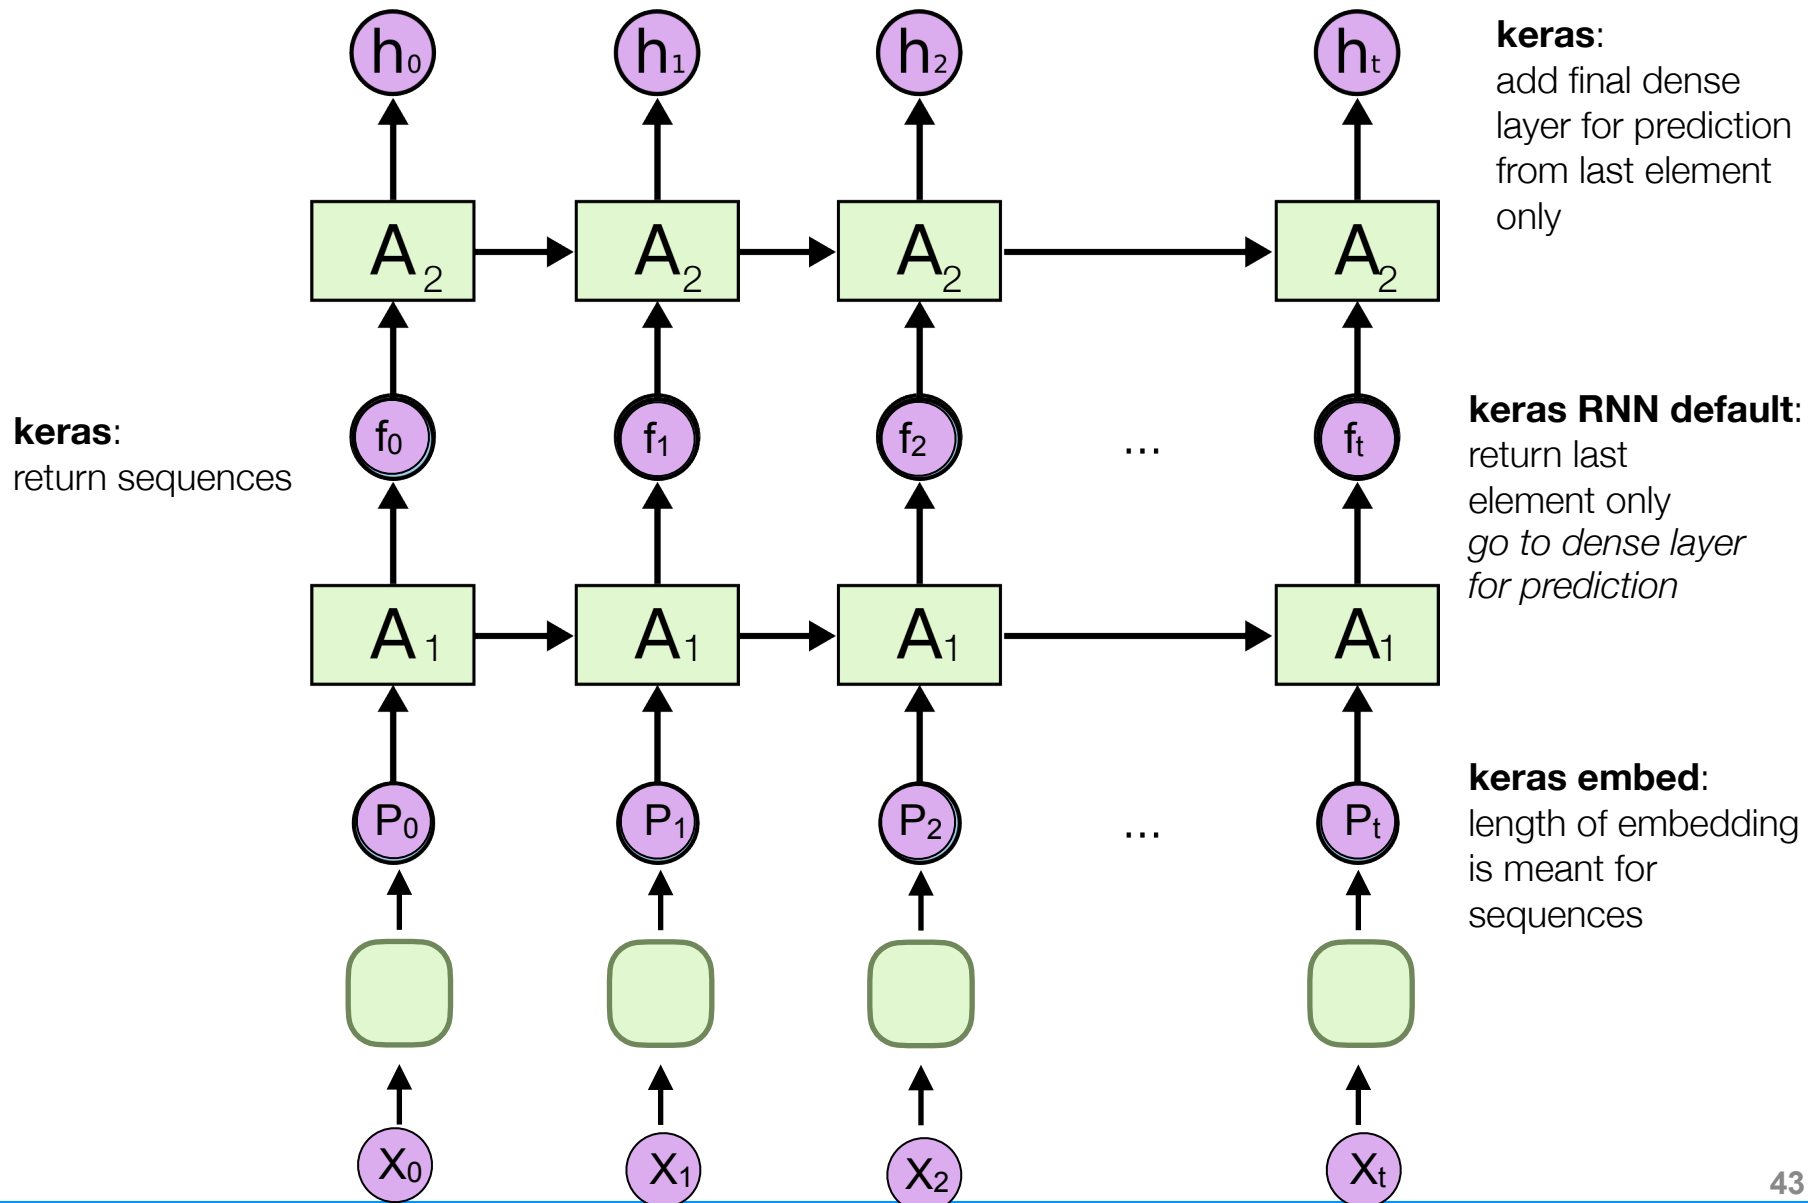 h₀ h₁ h₂ hₜ
keras:
add final dense
layer for prediction
from last element
only
A₂ A₂ A₂ A₂
keras:
return sequences
f₀ f₁ f₂ ... fₜ
keras RNN default:
return last
element only
go to dense layer
for prediction
A₁ A₁ A₁ A₁
P₀ P₁ P₂ ... Pₜ
keras embed:
length of embedding
is meant for
sequences
X₀ X₁ X₂ Xₜ
43